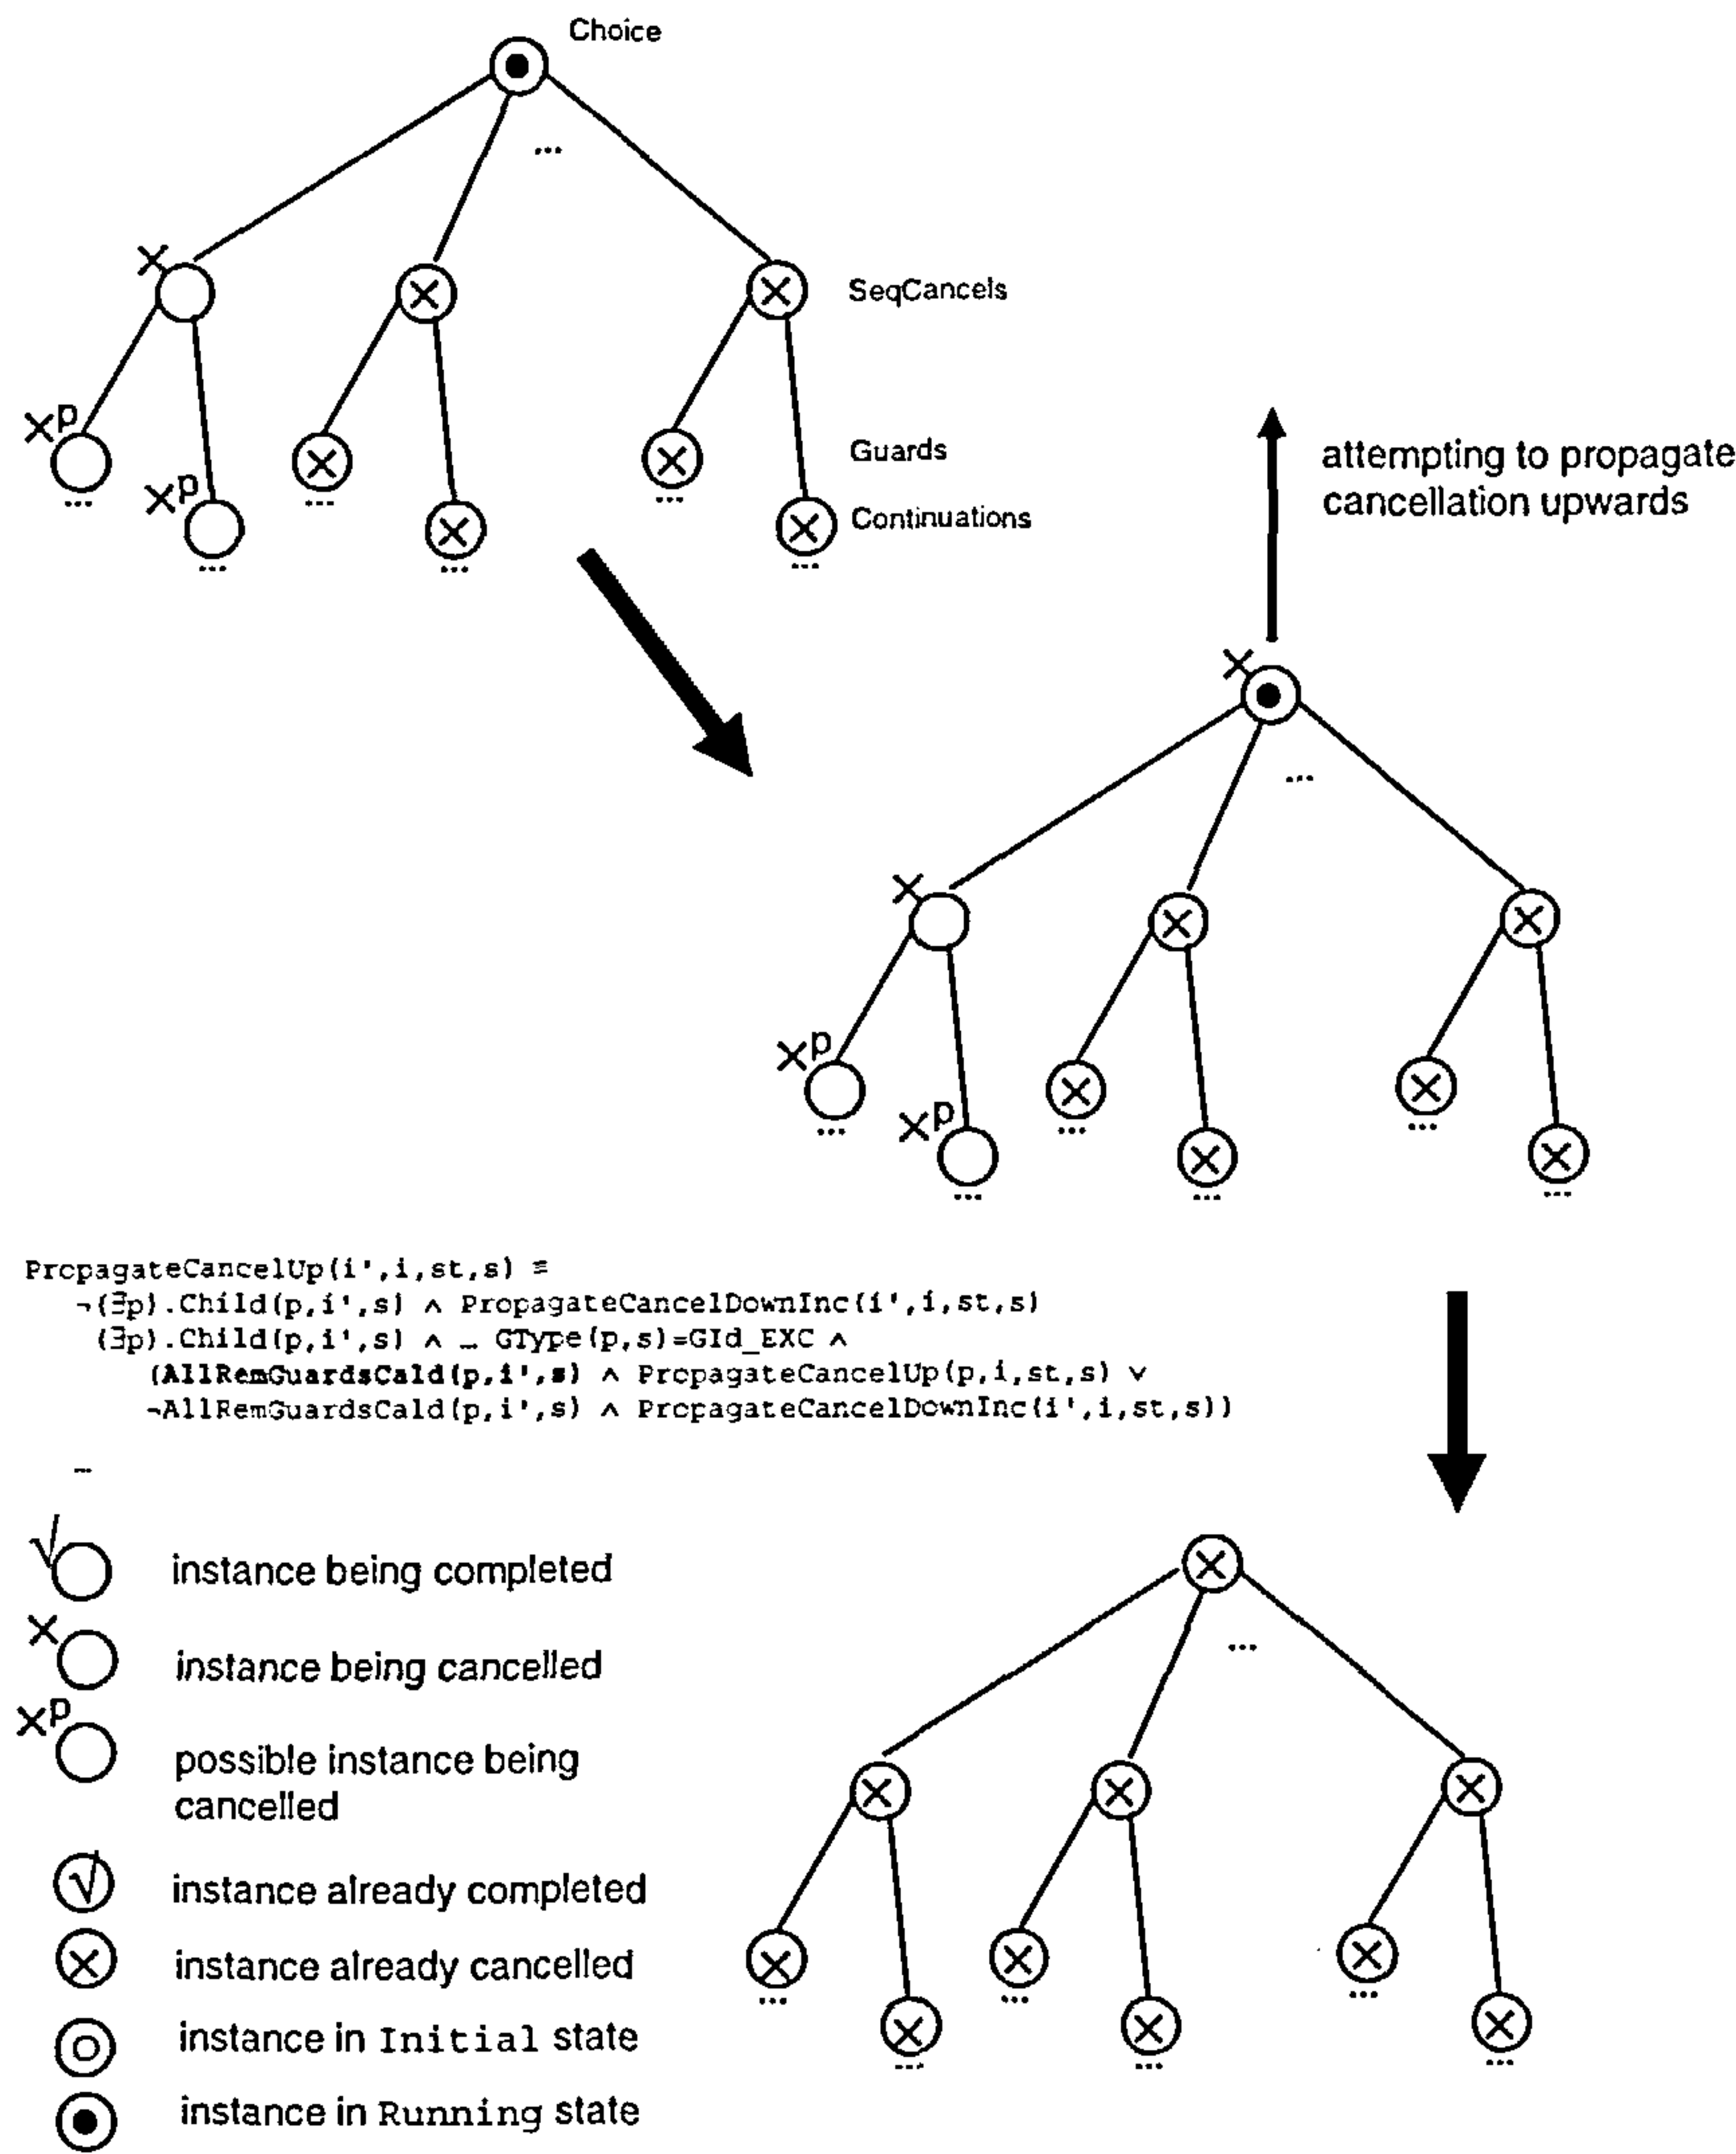 Choice
...
SeqCancels
×p
Guards
×p
Continuations
attempting to propagate
cancellation upwards
...
×p
×p
PropagateCancelUp(i',i,st,s) ≡
¬(∃p).Child(p,i',s) ∧ PropagateCancelDownInc(i',i,st,s)
(∃p).Child(p,i',s) ∧ … GType(p,s)=GId_EXC ∧
(AllRemGuardsCald(p,i',s) ∧ PropagateCancelUp(p,i,st,s) ∨
¬AllRemGuardsCald(p,i',s) ∧ PropagateCancelDownInc(i',i,st,s))
…
√ instance being completed
× instance being cancelled
×p possible instance being
cancelled
√ instance already completed
× instance already cancelled
instance in Initial state
instance in Running state
...